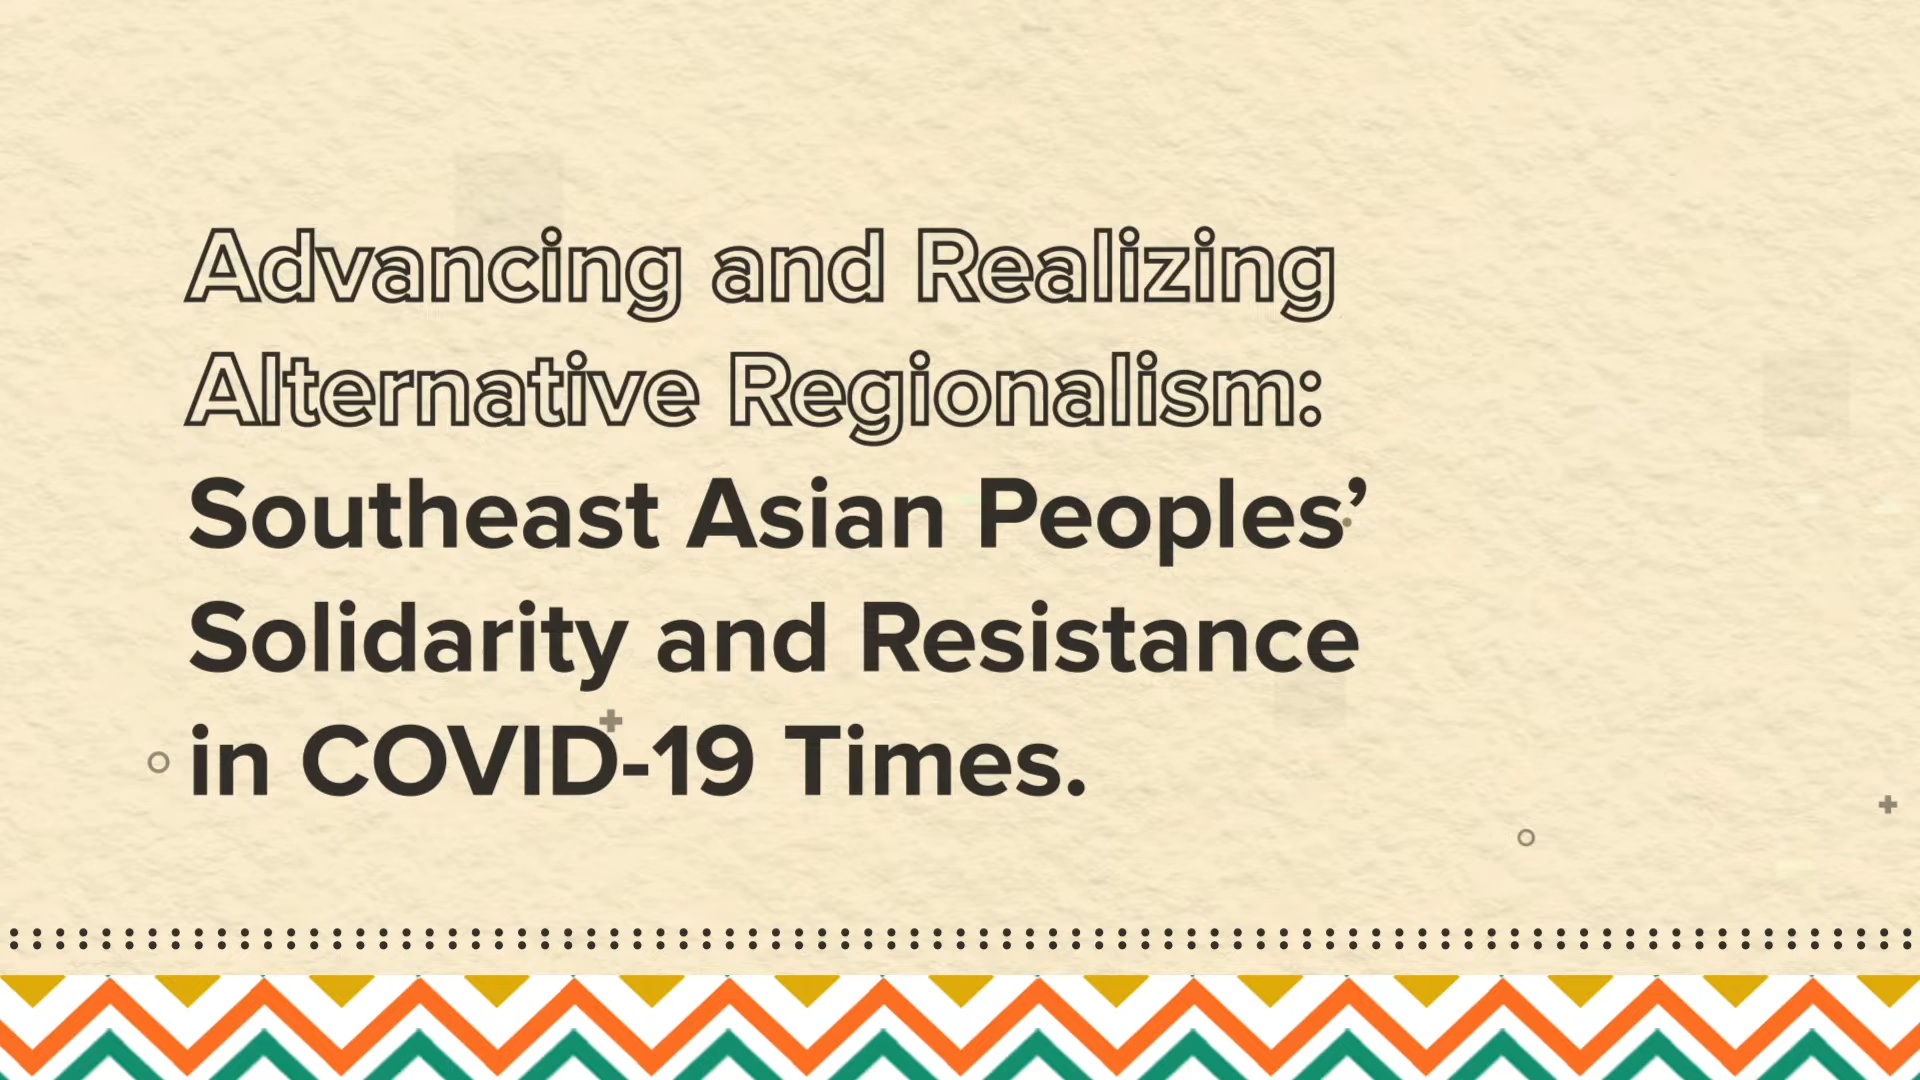 Advancing and Realizing
Alternative Regionalism:
Southeast Asian Peoples’
Solidarity and Resistance
in COVID-19 Times.